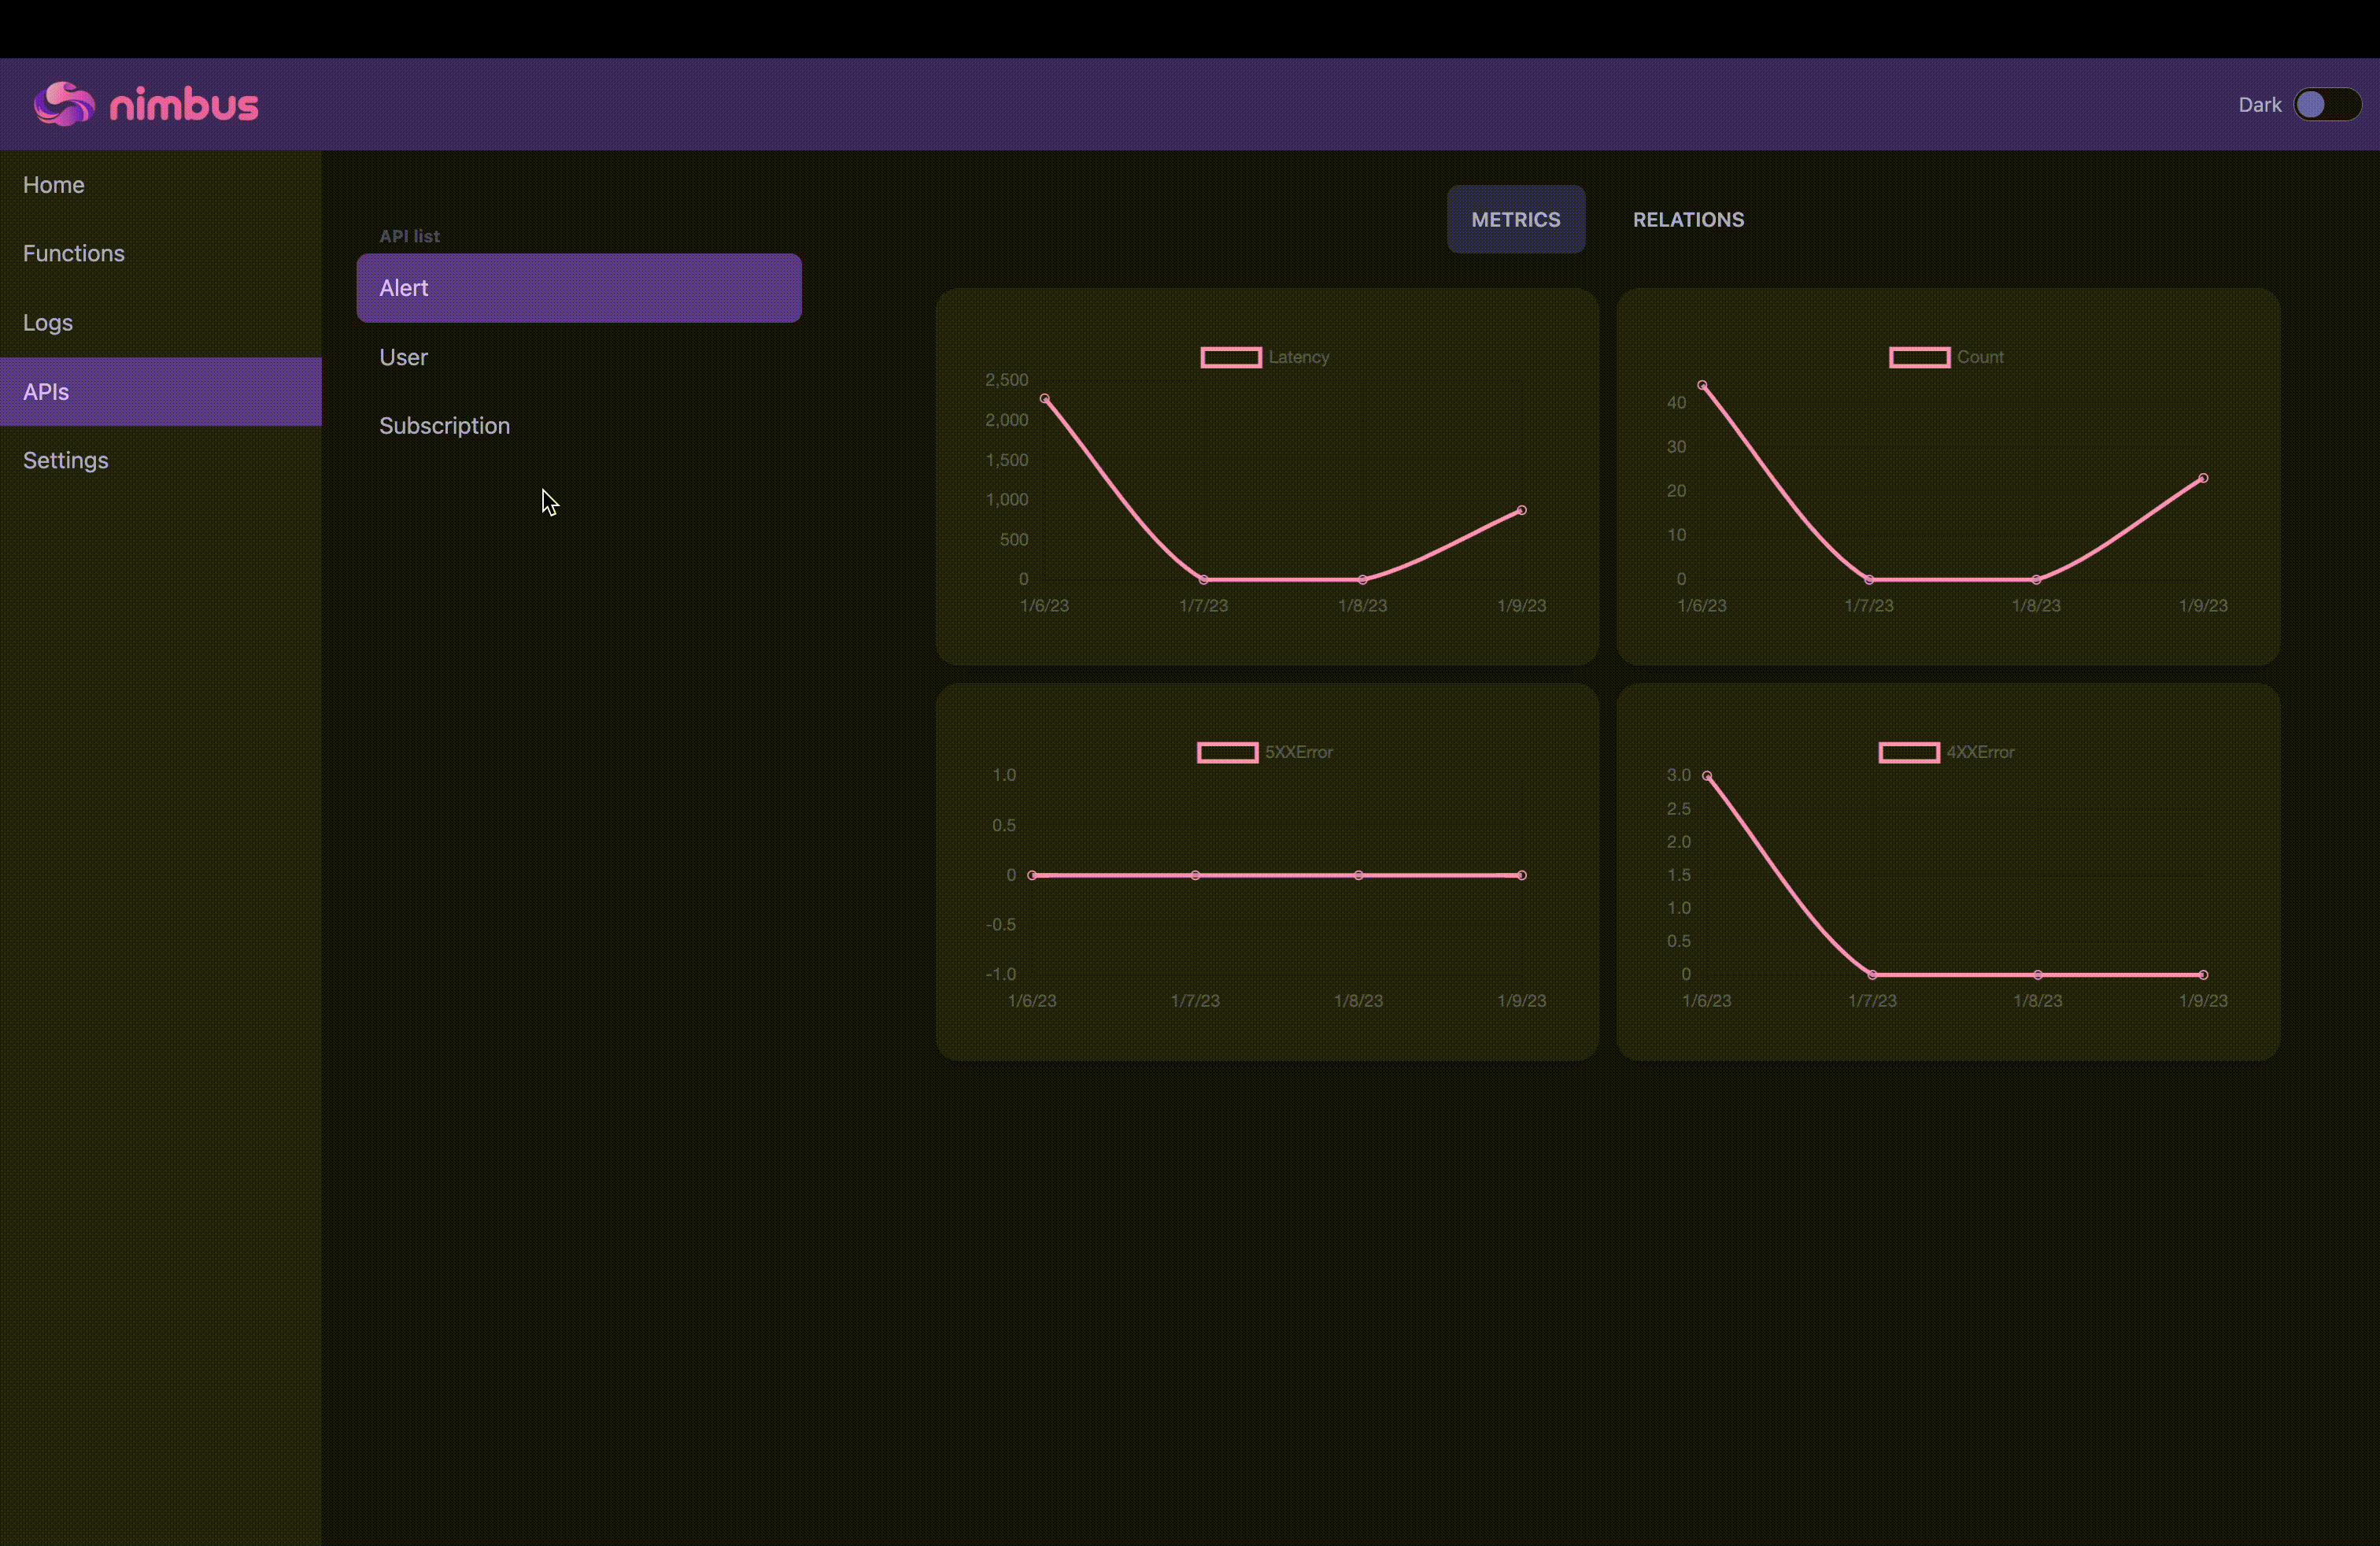 nimbus
Dark
Home
Functions
Logs
APIs
Settings
API list
Alert
User
Subscription
METRICS
RELATIONS
Latency
2,500
2,000
1,500
1,000
500
0
1/6/23 1/7/23 1/8/23 1/9/23
Count
40
30
20
10
0
1/6/23 1/7/23 1/8/23 1/9/23
5XXError
1.0
0.5
0
-0.5
-1.0
1/6/23 1/7/23 1/8/23 1/9/23
4XXError
3.0
2.5
2.0
1.5
1.0
0.5
0
1/6/23 1/7/23 1/8/23 1/9/23